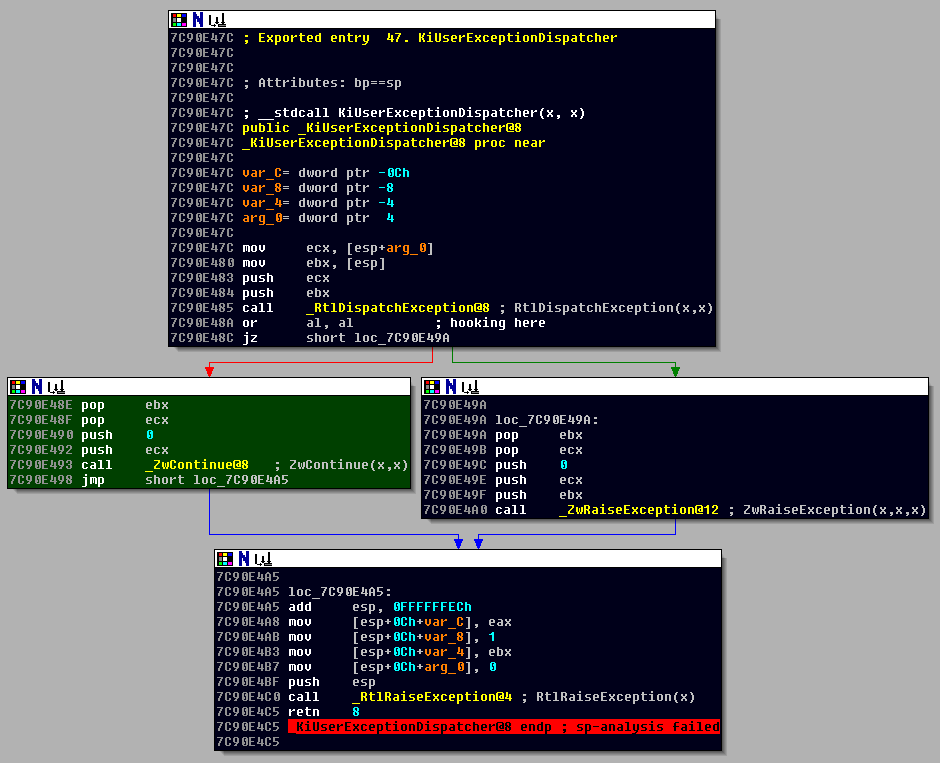 7C90E47C ; Exported entry  47. KiUserExceptionDispatcher
7C90E47C
7C90E47C
7C90E47C ; Attributes: bp==sp
7C90E47C
7C90E47C ; __stdcall KiUserExceptionDispatcher(x, x)
7C90E47C public _KiUserExceptionDispatcher@8
7C90E47C _KiUserExceptionDispatcher@8 proc near
7C90E47C
7C90E47C var_C= dword ptr -0Ch
7C90E47C var_8= dword ptr -8
7C90E47C var_4= dword ptr -4
7C90E47C arg_0= dword ptr  4
7C90E47C
7C90E47C mov     ecx, [esp+arg_0]
7C90E480 mov     ebx, [esp]
7C90E483 push    ecx
7C90E484 push    ebx
7C90E485 call    _RtlDispatchException@8 ; RtlDispatchException(x,x)
7C90E48A or      al, al          ; hooking here
7C90E48C jz      short loc_7C90E49A
7C90E48E pop     ebx
7C90E48F pop     ecx
7C90E490 push    0
7C90E492 push    ecx
7C90E493 call    _ZwContinue@8   ; ZwContinue(x,x)
7C90E498 jmp     short loc_7C90E4A5
7C90E49A
7C90E49A loc_7C90E49A:
7C90E49A pop     ebx
7C90E49B pop     ecx
7C90E49C push    0
7C90E49E push    ecx
7C90E49F push    ebx
7C90E4A0 call    _ZwRaiseException@12 ; ZwRaiseException(x,x,x)
7C90E4A5
7C90E4A5 loc_7C90E4A5:
7C90E4A5 add     esp, 0FFFFFFECh
7C90E4A8 mov     [esp+0Ch+var_C], eax
7C90E4AB mov     [esp+0Ch+var_8], 1
7C90E4B3 mov     [esp+0Ch+var_4], ebx
7C90E4B7 mov     [esp+0Ch+arg_0], 0
7C90E4BF push    esp
7C90E4C0 call    _RtlRaiseException@4 ; RtlRaiseException(x)
7C90E4C5 retn    8
7C90E4C5 _KiUserExceptionDispatcher@8 endp ; sp-analysis failed
7C90E4C5